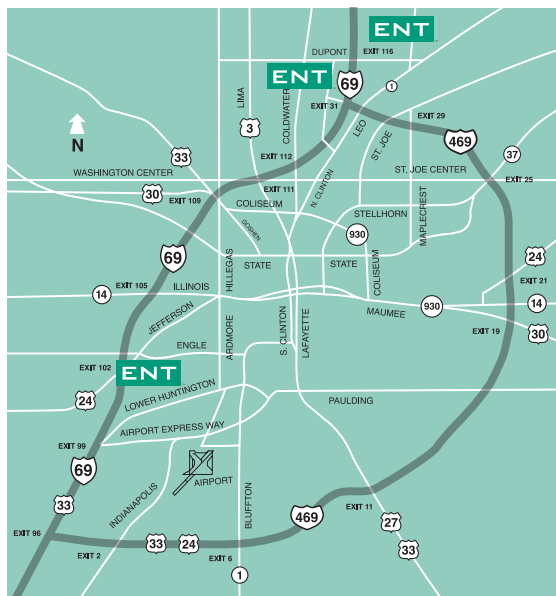 ENT
DUPONT
EXIT 116
ENT
69
1
LIMA
COLDWATER
EXIT 31
EXIT 29
LEO
ST. JOE
3
469
N
33
EXIT 112
37
WASHINGTON CENTER
ST. JOE CENTER
EXIT 25
30
EXIT 109
EXIT 111
N. CLINTON
COLISEUM
STELLHORN
MAPLECREST
GOSHEN
930
69
HILLEGAS
STATE
STATE
COLISEUM
24
EXIT 21
EXIT 105
ILLINOIS
14
MAUMEE
930
14
JEFFERSON
EXIT 19
30
ENGLE
ARDMORE
S. CLINTON
LAFAYETTE
EXIT 102
ENT
24
LOWER HUNTINGTON
PAULDING
AIRPORT EXPRESS WAY
EXIT 99
69
AIRPORT
INDIANAPOLIS
BLUFFTON
33
469
EXIT 11
27
EXIT 96
33
24
33
EXIT 2
EXIT 6
1